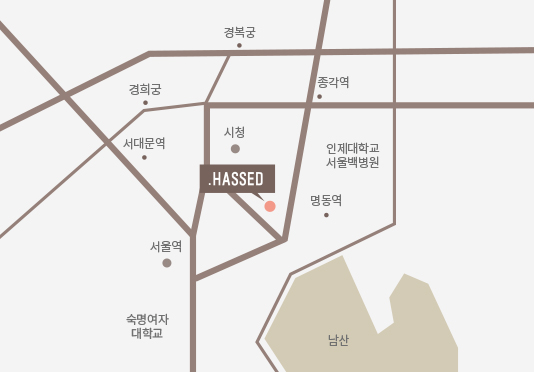 경복궁
종각역
경희궁
시청
서대문역
인제대학교
서울백병원
.HASSED
명동역
서울역
숙명여자
대학교
남산